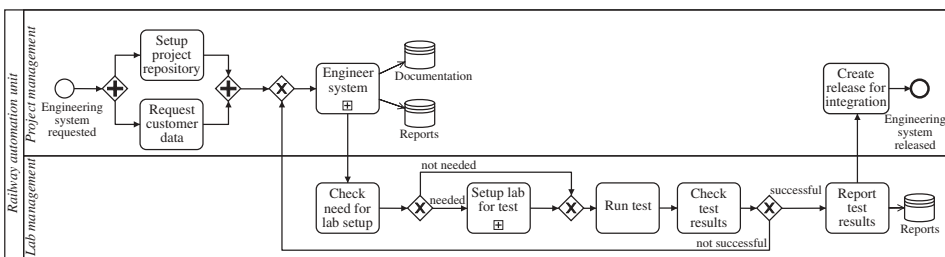 Railway automation unit
Project management
Engineering
system
requested
Setup
project
repository
Request
customer
data
X
Engineer
system
Documentation
Reports
Create
release for
integration
Engineering
system
released
Lab management
Check
need for
lab setup
X
not needed
needed
Setup lab
for test
X
Run test
Check
test
results
X
successful
not successful
Report
test
results
Reports